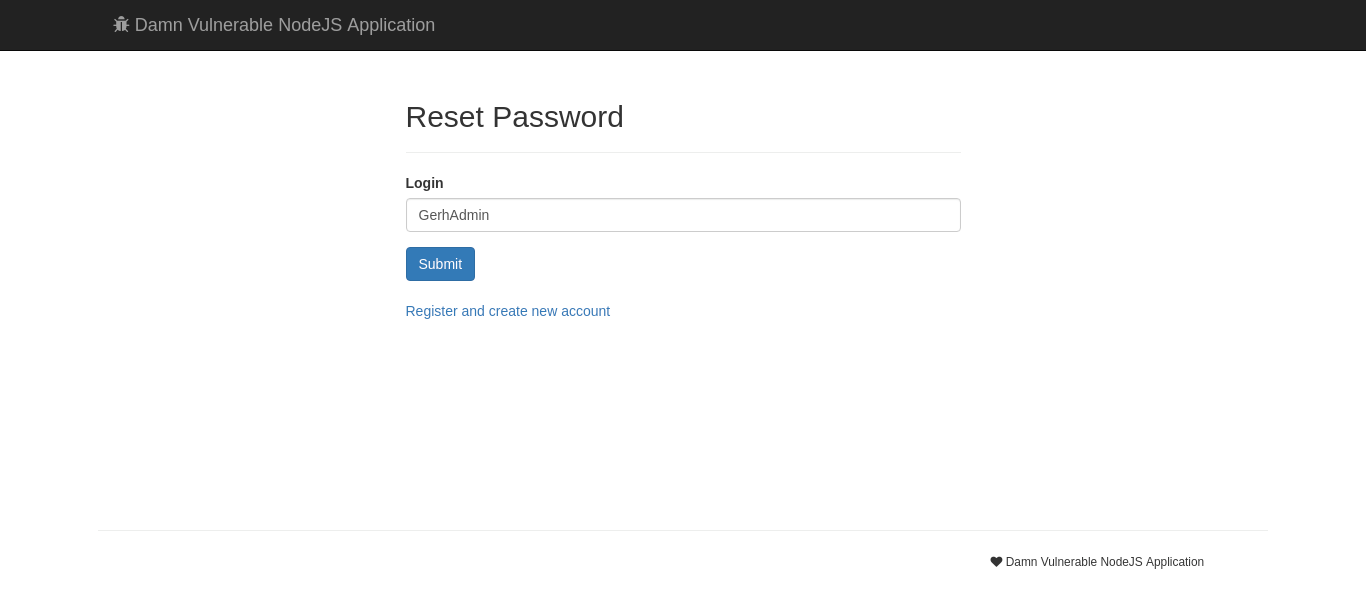 Damn Vulnerable NodeJS Application
Reset Password
Login
GerhAdmin
Submit
Register and create new account
Damn Vulnerable NodeJS Application